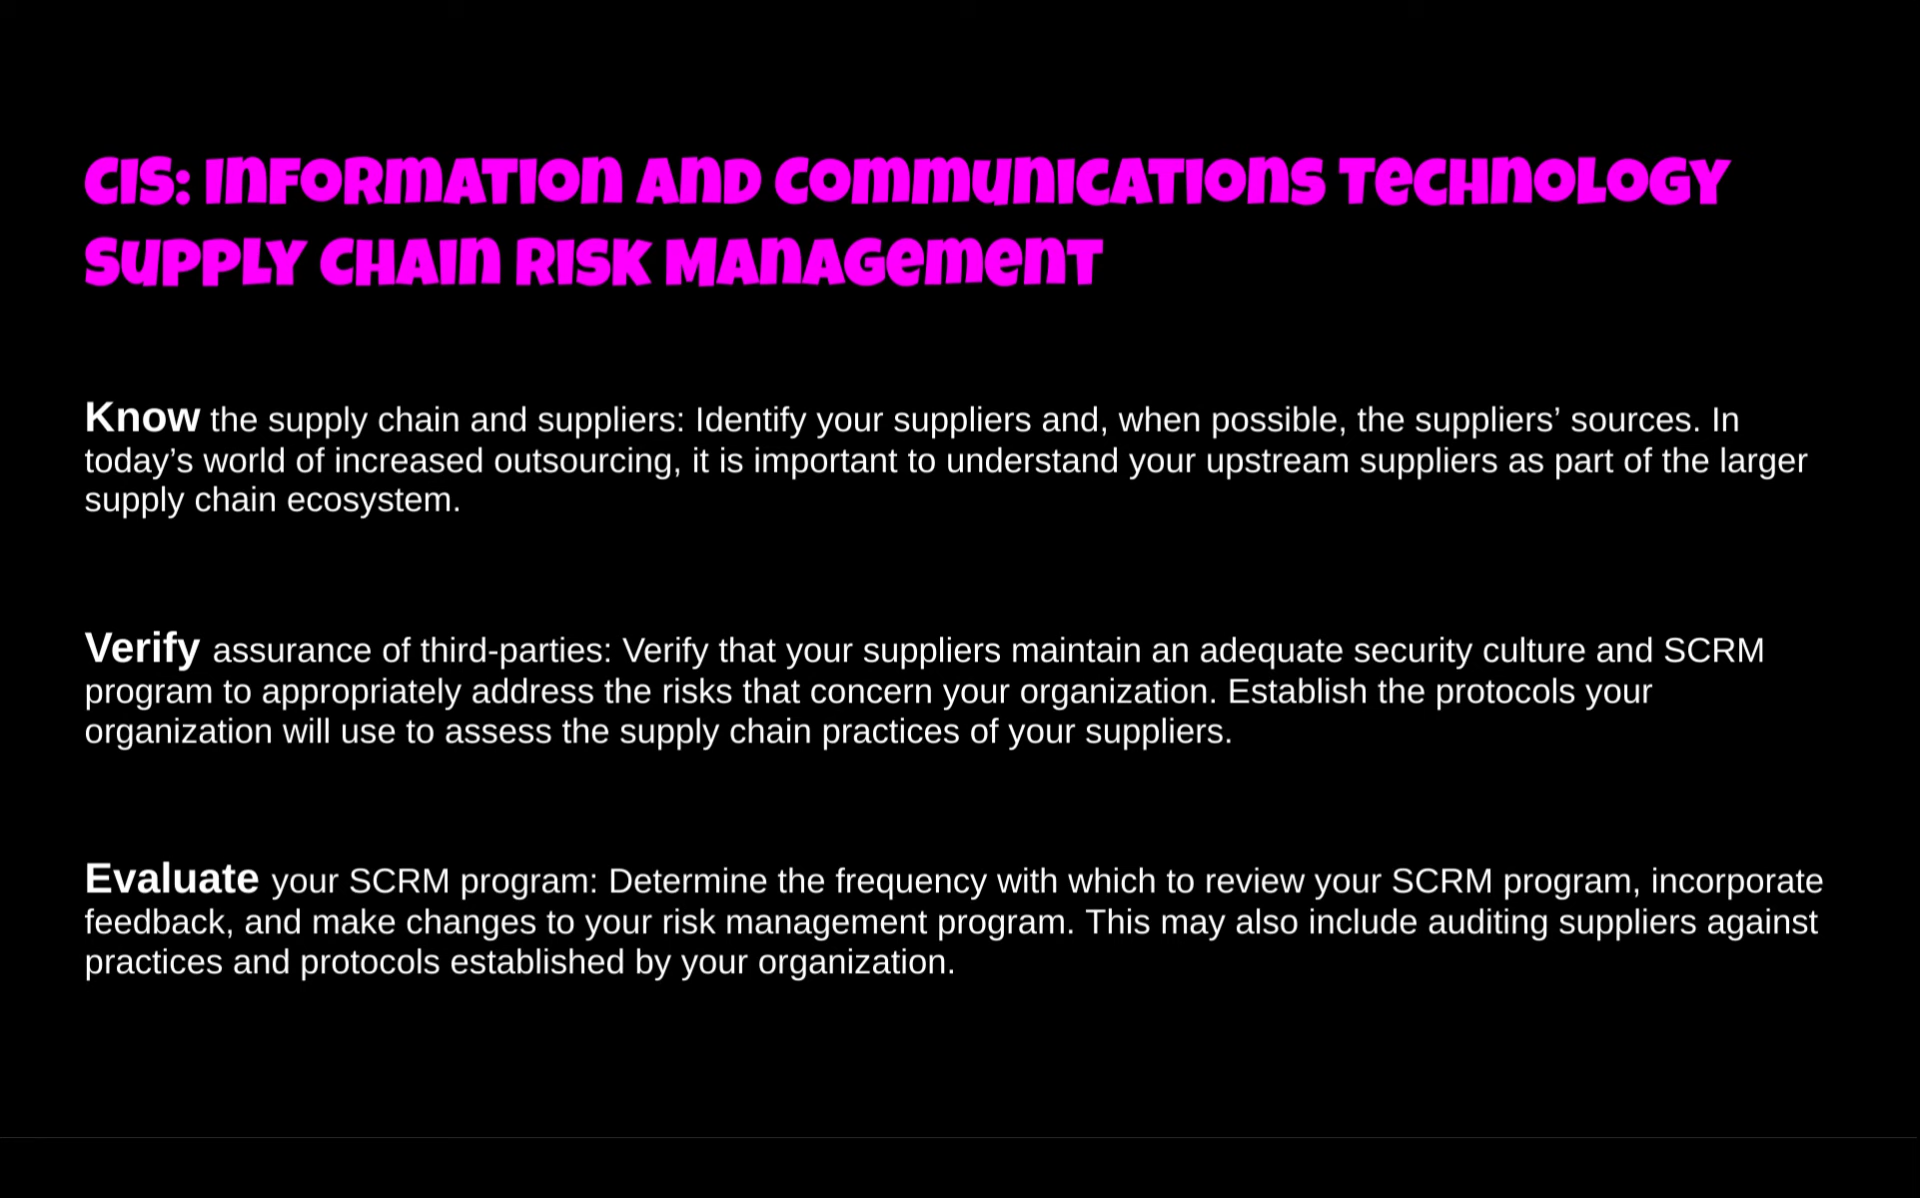 CIS: Information and Communications Technology
Supply Chain Risk Management
Know the supply chain and suppliers: Identify your suppliers and, when possible, the suppliers’ sources. In
today’s world of increased outsourcing, it is important to understand your upstream suppliers as part of the larger
supply chain ecosystem.
Verify assurance of third-parties: Verify that your suppliers maintain an adequate security culture and SCRM
program to appropriately address the risks that concern your organization. Establish the protocols your
organization will use to assess the supply chain practices of your suppliers.
Evaluate your SCRM program: Determine the frequency with which to review your SCRM program, incorporate
feedback, and make changes to your risk management program. This may also include auditing suppliers against
practices and protocols established by your organization.